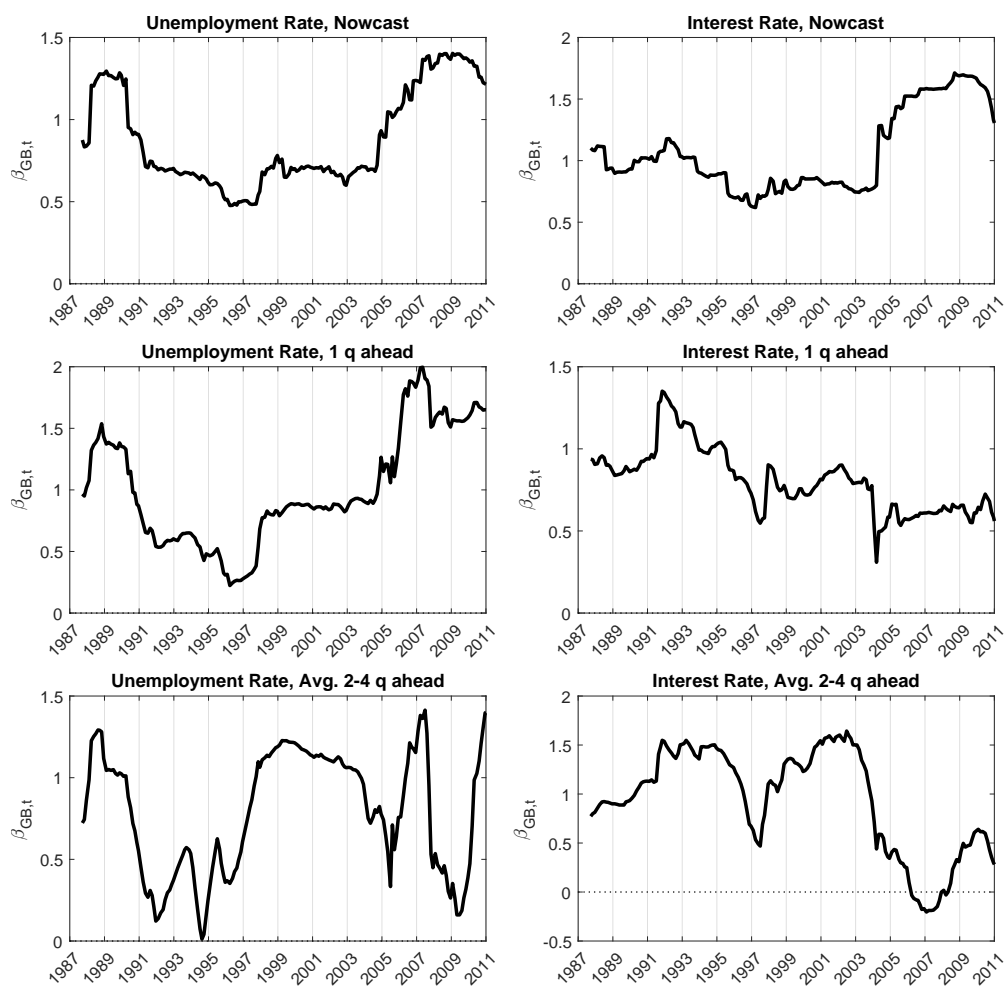 Unemployment Rate, Nowcast
1.5
1
0.5
0
β_GB,t
1987 1989 1991 1993 1995 1997 1999 2001 2003 2005 2007 2009 2011
Interest Rate, Nowcast
2
1.5
1
0.5
0
β_GB,t
1987 1989 1991 1993 1995 1997 1999 2001 2003 2005 2007 2009 2011
Unemployment Rate, 1 q ahead
2
1.5
1
0.5
0
β_GB,t
1987 1989 1991 1993 1995 1997 1999 2001 2003 2005 2007 2009 2011
Interest Rate, 1 q ahead
1.5
1
0.5
0
β_GB,t
1987 1989 1991 1993 1995 1997 1999 2001 2003 2005 2007 2009 2011
Unemployment Rate, Avg. 2-4 q ahead
1.5
1
0.5
0
β_GB,t
1987 1989 1991 1993 1995 1997 1999 2001 2003 2005 2007 2009 2011
Interest Rate, Avg. 2-4 q ahead
2
1.5
1
0.5
0
-0.5
β_GB,t
1987 1989 1991 1993 1995 1997 1999 2001 2003 2005 2007 2009 2011